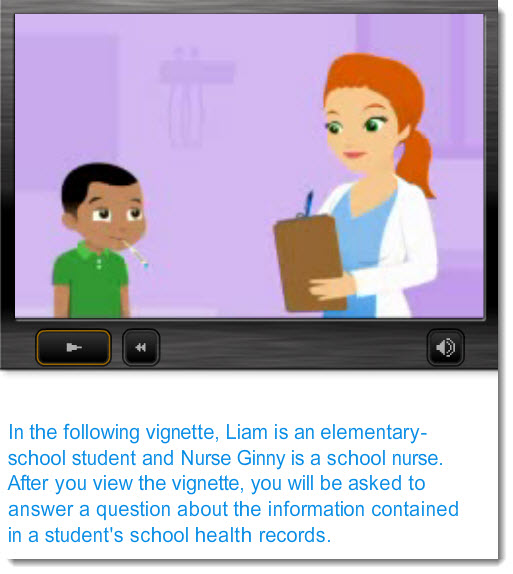 In the following vignette, Liam is an elementary-
school student and Nurse Ginny is a school nurse.
After you view the vignette, you will be asked to
answer a question about the information contained
in a student's school health records.